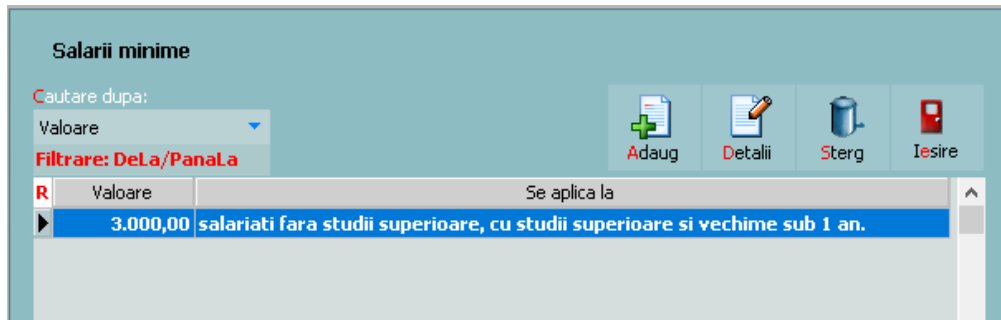 Salarii minime
Cautare dupa:
Valoare
Filtrare: DeLa/PanaLa
Adaug Detalii Sterg Iesire
R Valoare Se aplica la
3.000,00 salariati fara studii superioare, cu studii superioare si vechime sub 1 an.